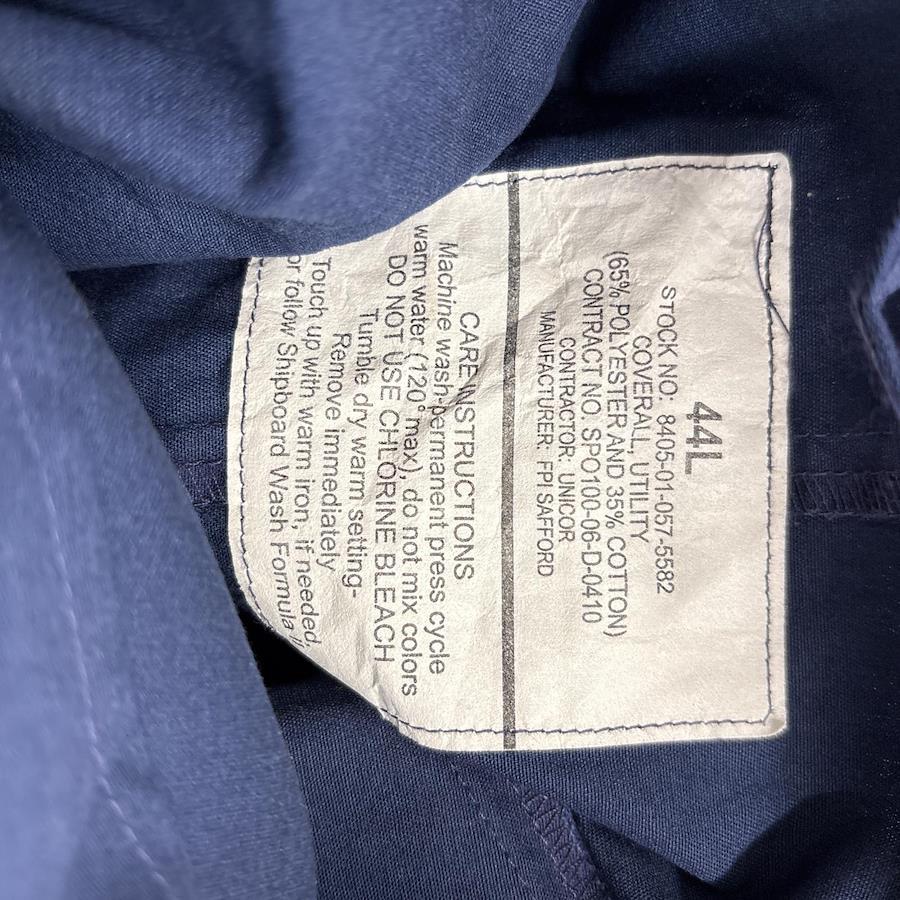 44L
STOCK NO: 8405-01-057-5582
COVERALL, UTILITY
(65% POLYESTER AND 35% COTTON)
CONTRACT NO. SPO100-06-D-0410
CONTRACTOR: UNICOR
MANUFACTURER: FPI SAFFORD
CARE INSTRUCTIONS
Machine wash-permanent press cycle
warm water (120°max), do not mix colors
DO NOT USE CHLORINE BLEACH
Tumble dry warm setting-
Remove immediately
Touch up with warm iron, if needed,
or follow Shipboard Wash Formula II